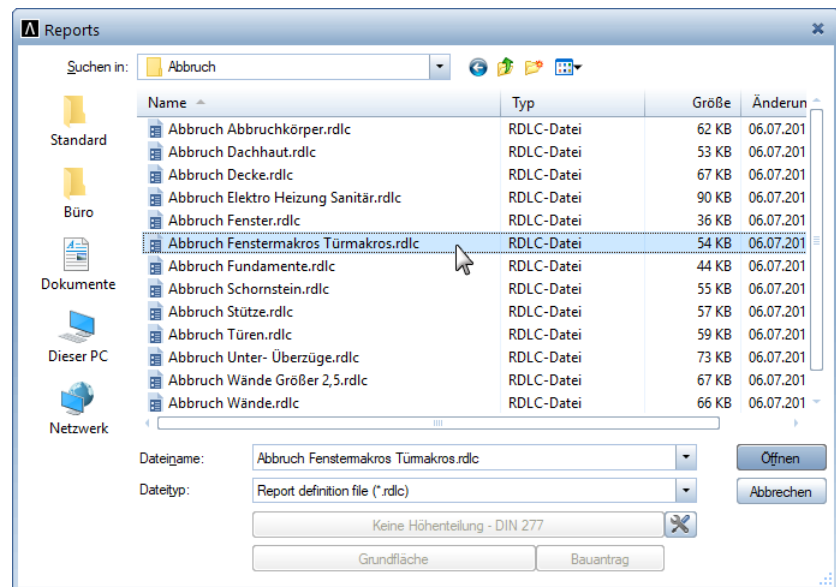 Reports
Suchen in: Abbruch
Name Typ Größe Änderun
Abbruch Abbruchkörper.rdlc RDLC-Datei 62 KB 06.07.201
Abbruch Dachhaut.rdlc RDLC-Datei 53 KB 06.07.201
Abbruch Decke.rdlc RDLC-Datei 67 KB 06.07.201
Abbruch Elektro Heizung Sanitär.rdlc RDLC-Datei 90 KB 06.07.201
Abbruch Fenster.rdlc RDLC-Datei 36 KB 06.07.201
Abbruch Fenstermakros Türmakros.rdlc RDLC-Datei 54 KB 06.07.201
Abbruch Fundamente.rdlc RDLC-Datei 44 KB 06.07.201
Abbruch Schornstein.rdlc RDLC-Datei 55 KB 06.07.201
Abbruch Stütze.rdlc RDLC-Datei 57 KB 06.07.201
Abbruch Türen.rdlc RDLC-Datei 59 KB 06.07.201
Abbruch Unter- Überzüge.rdlc RDLC-Datei 73 KB 06.07.201
Abbruch Wände Größer 2,5.rdlc RDLC-Datei 67 KB 06.07.201
Abbruch Wände.rdlc RDLC-Datei 66 KB 06.07.201
Standard
Büro
Dokumente
Dieser PC
Netzwerk
Dateiname: Abbruch Fenstermakros Türmakros.rdlc Öffnen
Dateityp: Report definition file (*.rdlc) Abbrechen
Keine Höhenteilung - DIN 277
Grundfläche Bauantrag